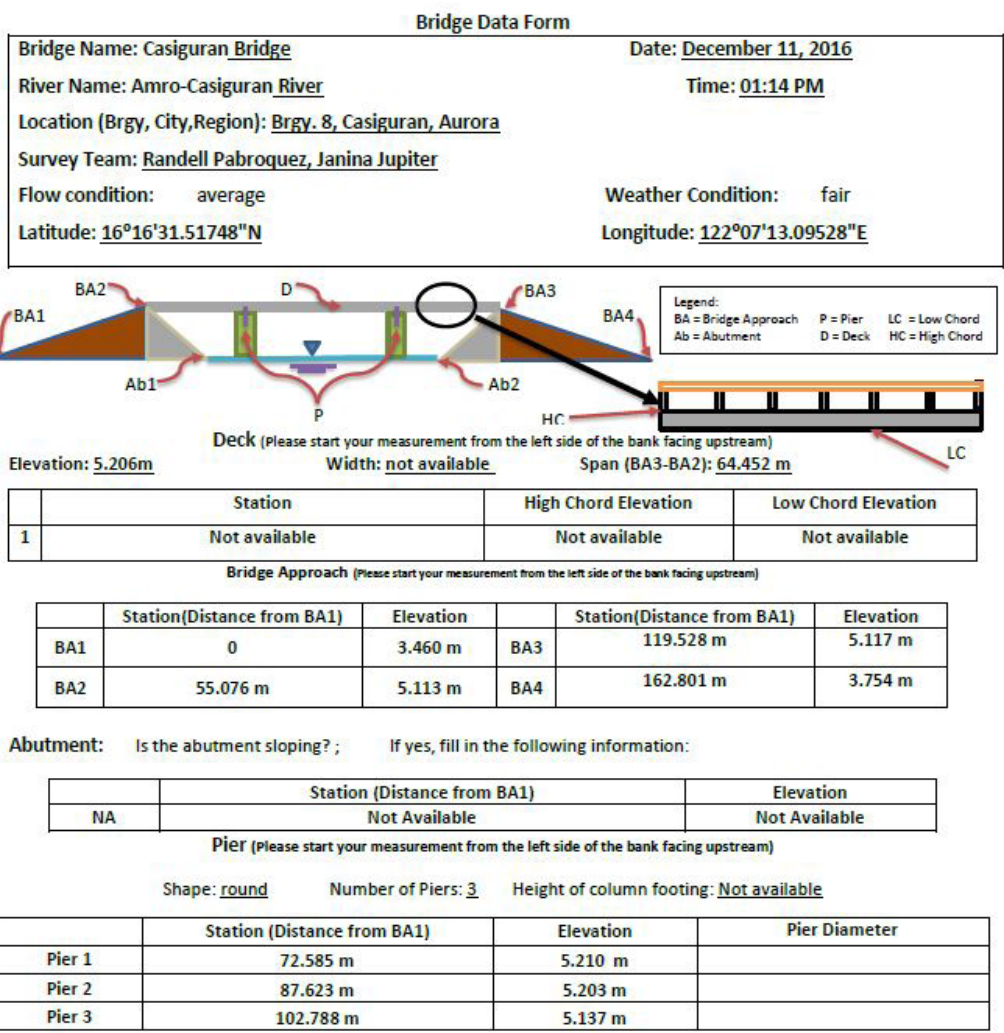 Bridge Data Form
Bridge Name: Casiguran Bridge Date: December 11, 2016
River Name: Amro-Casiguran River Time: 01:14 PM
Location (Brgy, City,Region): Brgy. 8, Casiguran, Aurora
Survey Team: Randell Pabroquez, Janina Jupiter
Flow condition: average Weather Condition: fair
Latitude: 16⁰16'31.51748"N Longitude: 122⁰07'13.09528"E
BA2 D BA3
BA1 BA4
Legend:
BA = Bridge Approach P = Pier LC = Low Chord
Ab = Abutment D = Deck HC = High Chord
Ab1 Ab2
P HC
LC
Deck (Please start your measurement from the left side of the bank facing upstream)
Elevation: 5.206m Width: not available Span (BA3-BA2): 64.452 m
Station High Chord Elevation Low Chord Elevation
1 Not available Not available Not available
Bridge Approach (Please start your measurement from the left side of the bank facing upstream)
Station(Distance from BA1) Elevation Station(Distance from BA1) Elevation
BA1 0 3.460 m BA3 119.528 m 5.117 m
BA2 55.076 m 5.113 m BA4 162.801 m 3.754 m
Abutment: Is the abutment sloping? ; If yes, fill in the following information:
Station (Distance from BA1) Elevation
NA Not Available Not Available
Pier (Please start your measurement from the left side of the bank facing upstream)
Shape: round Number of Piers: 3 Height of column footing: Not available
Station (Distance from BA1) Elevation Pier Diameter
Pier 1 72.585 m 5.210 m
Pier 2 87.623 m 5.203 m
Pier 3 102.788 m 5.137 m